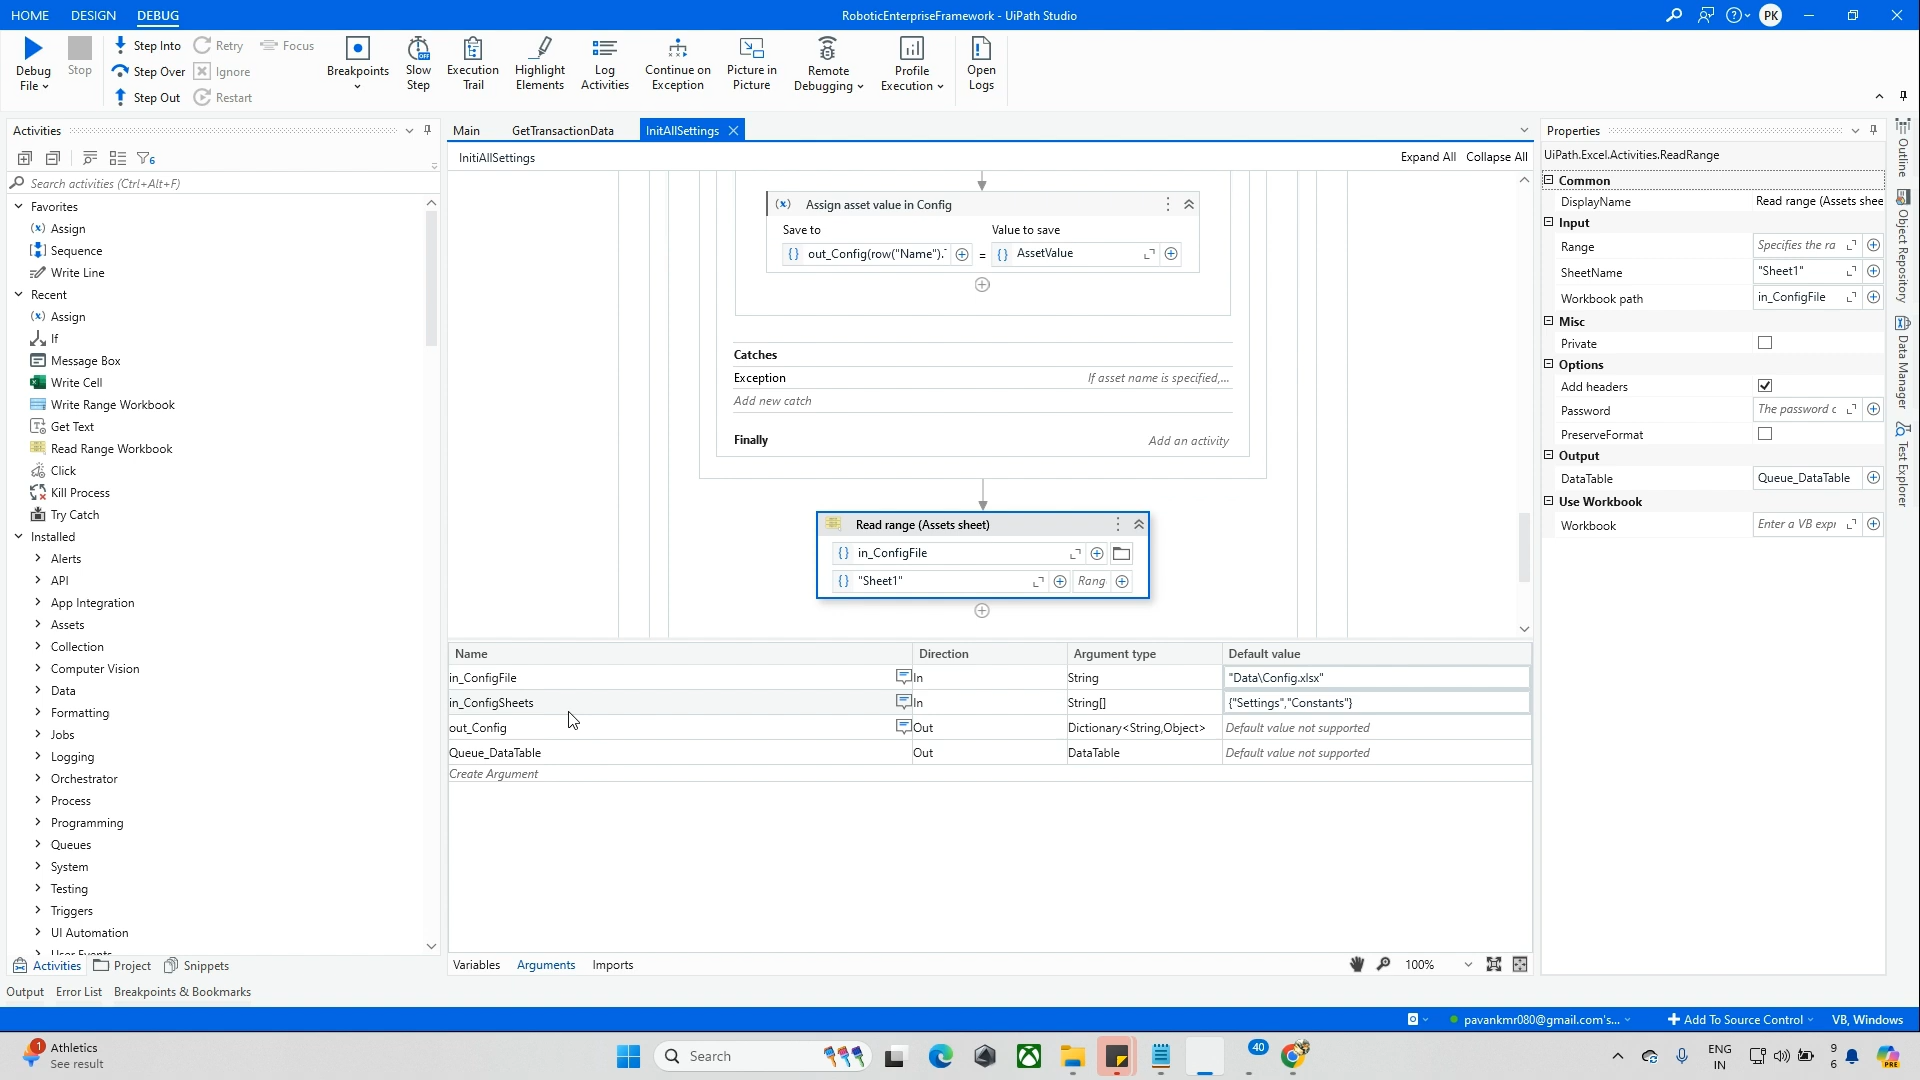 HOME DESIGN DEBUG
RoboticEnterpriseFramework - UiPath Studio
PK
Debug File
Stop
Step Into
Step Over
Step Out
Retry
Ignore
Restart
Focus
Breakpoints
Slow Step
Execution Trail
Highlight Elements
Log Activities
Continue on Exception
Picture in Picture
Remote Debugging
Profile Execution
Open Logs
Activities
6
Search activities (Ctrl+Alt+F)
Favorites
Assign
Sequence
Write Line
Recent
Assign
If
Message Box
Write Cell
Write Range Workbook
Get Text
Read Range Workbook
Click
Kill Process
Try Catch
Installed
Alerts
API
App Integration
Assets
Collection
Computer Vision
Data
Formatting
Jobs
Logging
Orchestrator
Process
Programming
Queues
System
Testing
Triggers
UI Automation
User Events
Activities Project Snippets
Output Error List Breakpoints & Bookmarks
Main GetTransactionData InitAllSettings
InitiAllSettings
Expand All Collapse All
Assign asset value in Config
Save to Value to save
out_Config(row("Name"). = AssetValue
Catches
Exception If asset name is specified,...
Add new catch
Finally Add an activity
Read range (Assets sheet)
in_ConfigFile
"Sheet1" Rang
Name Direction Argument type Default value
in_ConfigFile In String "Data\Config.xlsx"
in_ConfigSheets In String[] {"Settings","Constants"}
out_Config Out Dictionary<String,Object> Default value not supported
Queue_DataTable Out DataTable Default value not supported
Create Argument
Variables Arguments Imports
100%
Properties
UiPath.Excel.Activities.ReadRange
Common
DisplayName Read range (Assets shee
Input
Range Specifies the ra
SheetName "Sheet1"
Workbook path in_ConfigFile
Misc
Private
Options
Add headers
Password The password c
PreserveFormat
Output
DataTable Queue_DataTable
Use Workbook
Workbook Enter a VB expr
Outline
Object Repository
Data Manager
Test Explorer
pavankmr080@gmail.com's...
Add To Source Control
VB, Windows
1
Athletics
See result
Search
40
ENG
IN
9
6
PRE